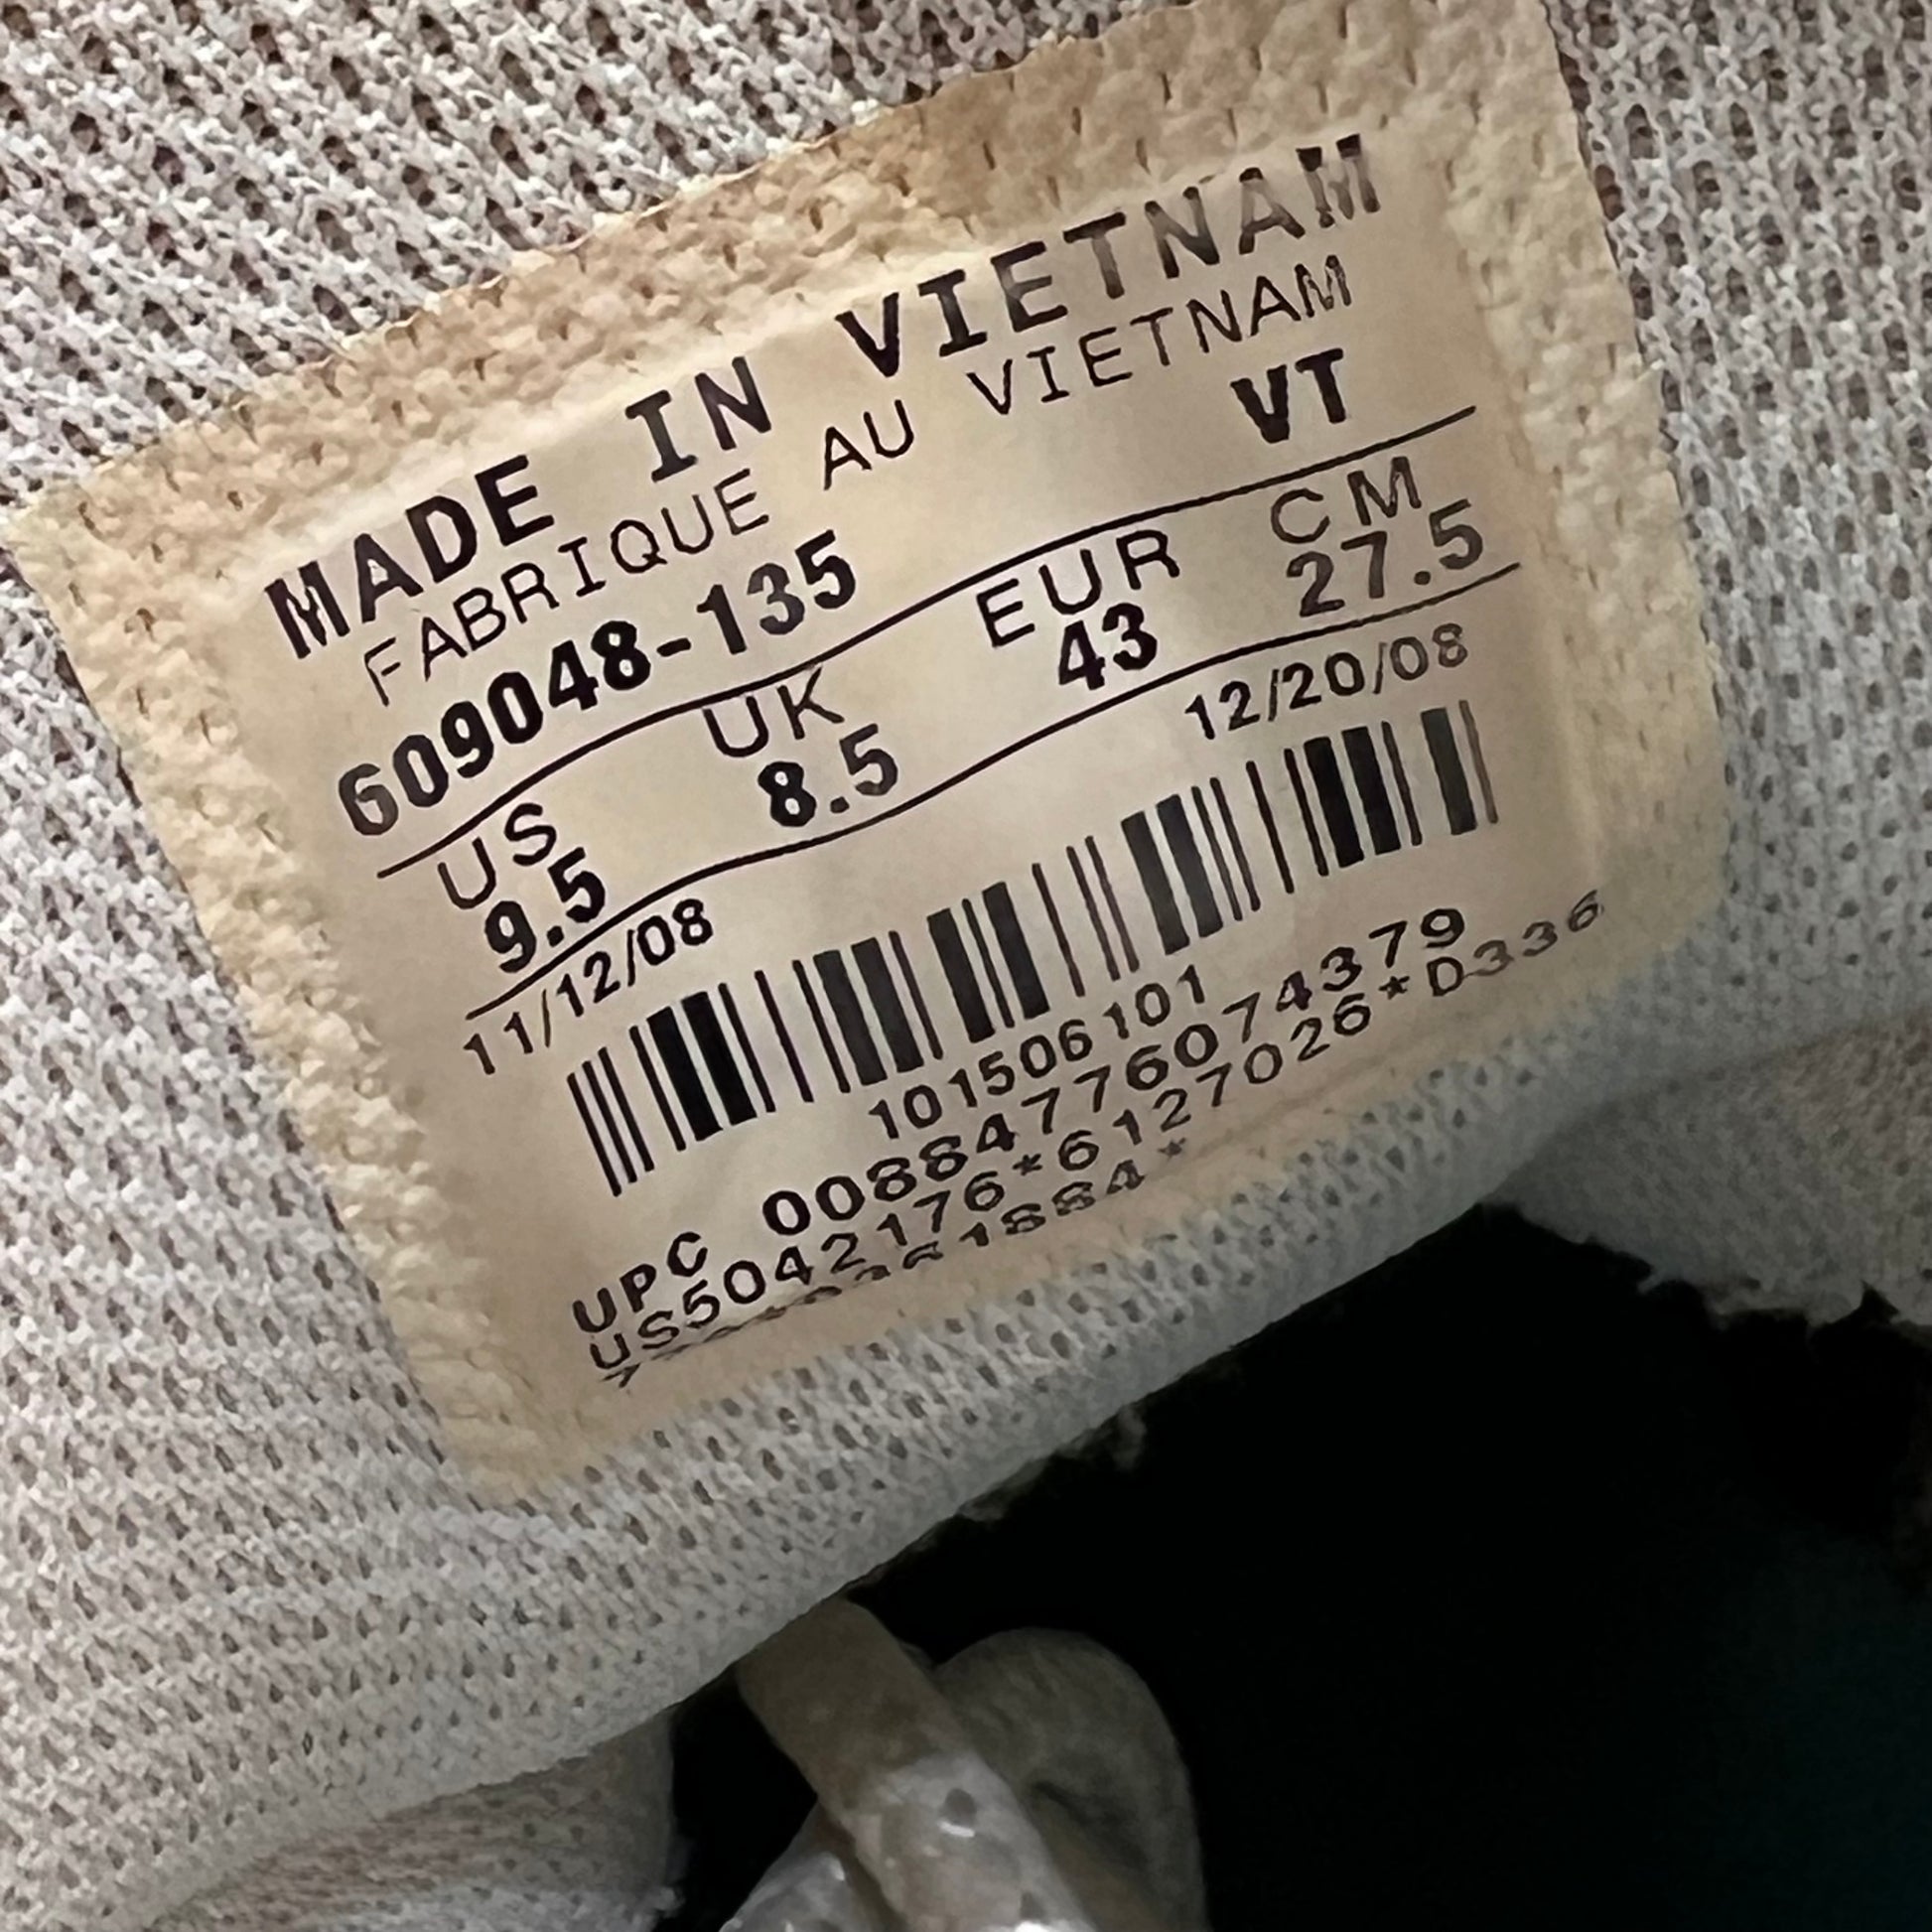 MADE IN VIETNAM
FABRIQUE AU VIETNAM
609048-135 VT
US UK EUR CM
9.5 8.5 43 27.5
11/12/08 12/20/08
101506101
UPC 00884776074379
US5042176*6127026*D336